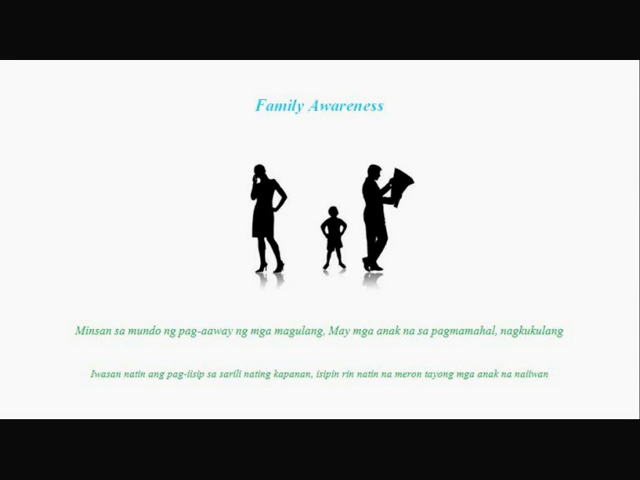 Family Awareness
Minsan sa mundo ng pag-aaway ng mga magulang, May mga anak na sa pagmamahal, nagkukulang
Iwasan natin ang pag-iisip sa sarili nating kapanan, isipin rin natin na meron tayong mga anak na naiiwan